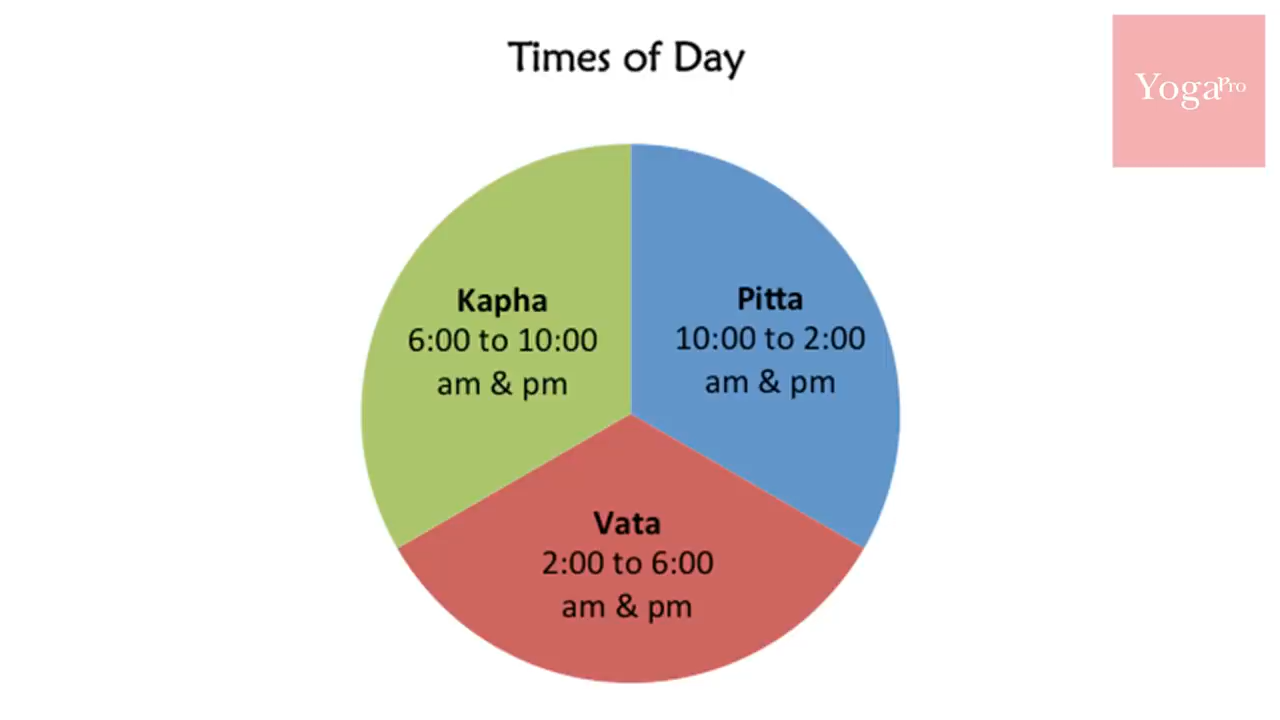 Times of Day
YogaPro
Kapha
6:00 to 10:00
am & pm
Pitta
10:00 to 2:00
am & pm
Vata
2:00 to 6:00
am & pm